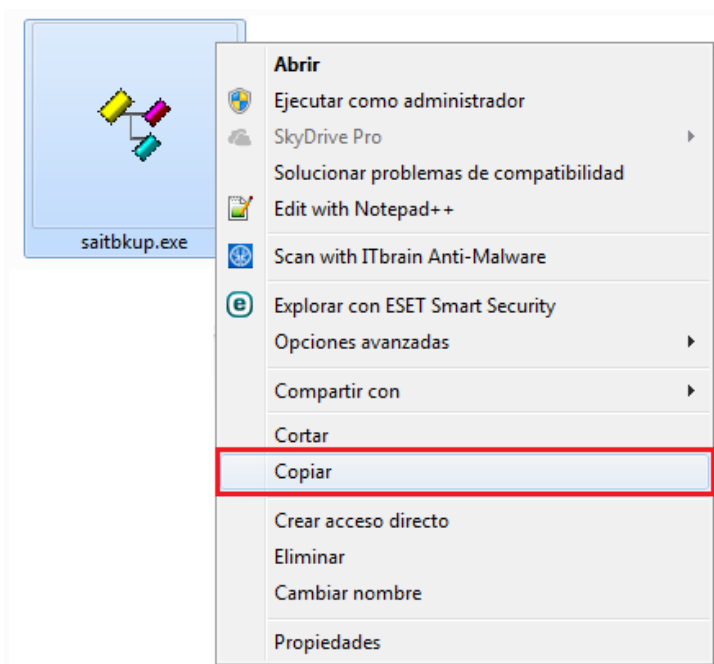 saitbkup.exe
Abrir
Ejecutar como administrador
SkyDrive Pro
Solucionar problemas de compatibilidad
Edit with Notepad++
Scan with ITbrain Anti-Malware
Explorar con ESET Smart Security
Opciones avanzadas
Compartir con
Cortar
Copiar
Crear acceso directo
Eliminar
Cambiar nombre
Propiedades